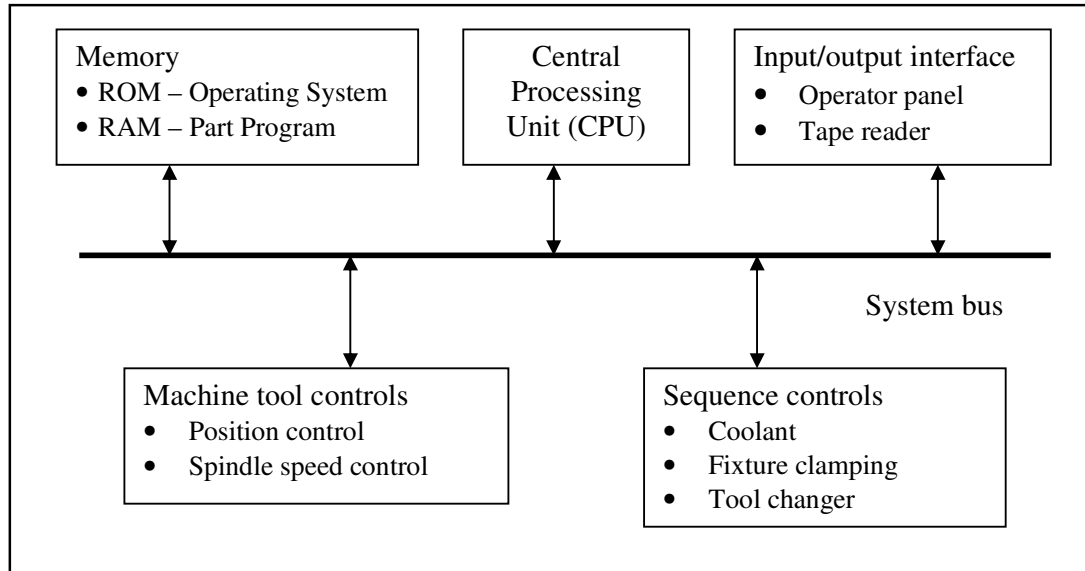 Memory
• ROM – Operating System
• RAM – Part Program
Central
Processing
Unit (CPU)
Input/output interface
• Operator panel
• Tape reader
System bus
Machine tool controls
• Position control
• Spindle speed control
Sequence controls
• Coolant
• Fixture clamping
• Tool changer